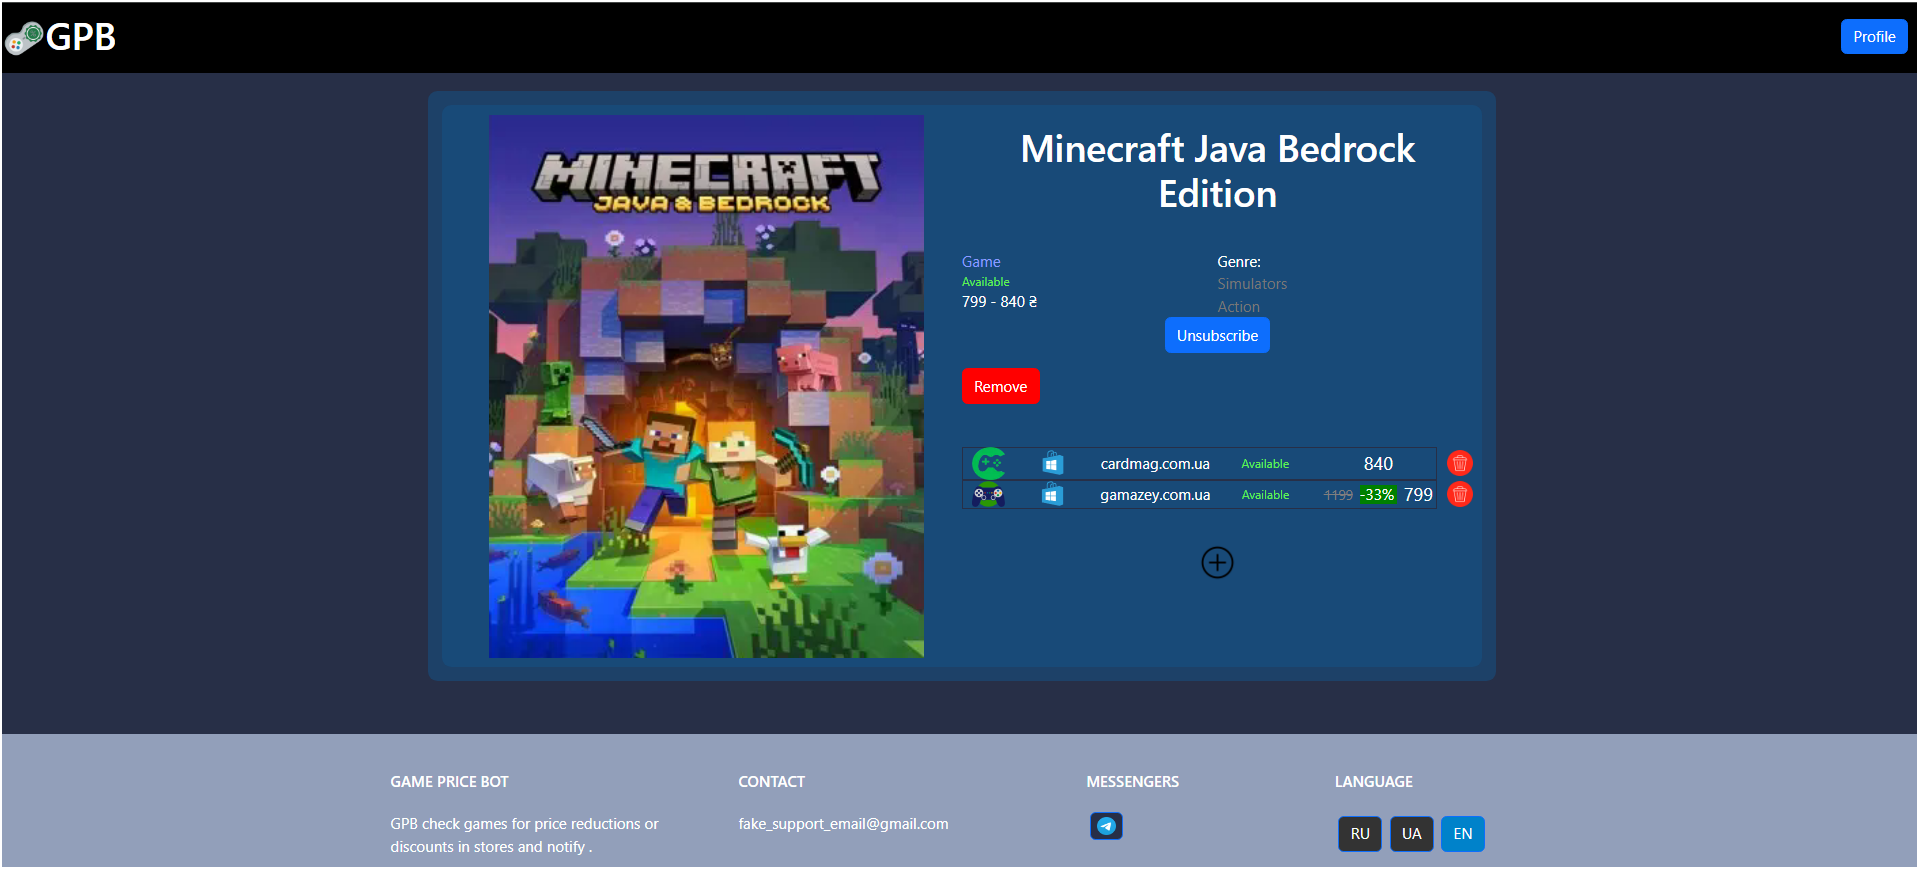 GPB
Profile
MINECRAFT
JAVA & BEDROCK
Minecraft Java Bedrock
Edition
Game
Available
799 - 840 ₴
Genre:
Simulators
Action
Unsubscribe
Remove
cardmag.com.ua Available 840
gamazey.com.ua Available 1199 -33% 799
GAME PRICE BOT
GPB check games for price reductions or
discounts in stores and notify .
CONTACT
fake_support_email@gmail.com
MESSENGERS
LANGUAGE
RU UA EN